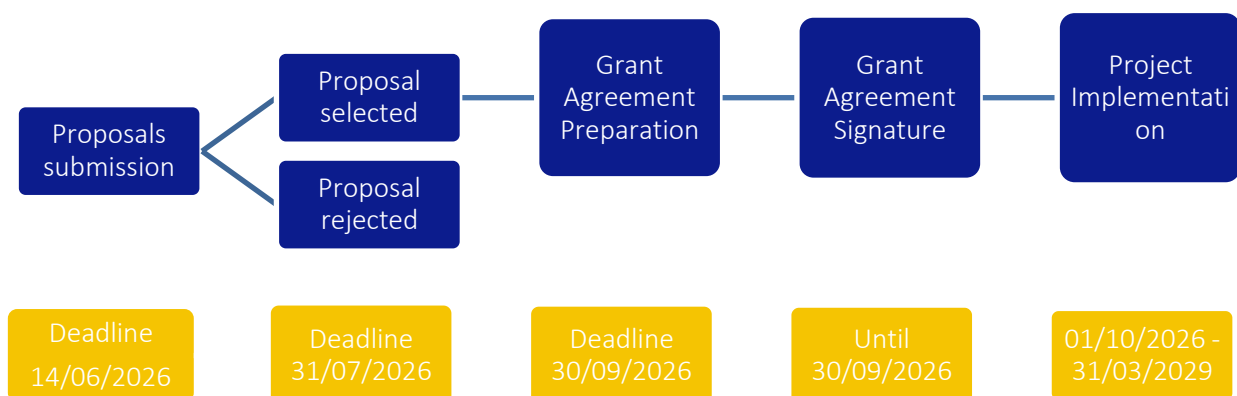 Proposals
submission
Proposal
selected
Proposal
rejected
Grant
Agreement
Preparation
Grant
Agreement
Signature
Project
Implementati
on
Deadline
14/06/2026
Deadline
31/07/2026
Deadline
30/09/2026
Until
30/09/2026
01/10/2026 -
31/03/2029